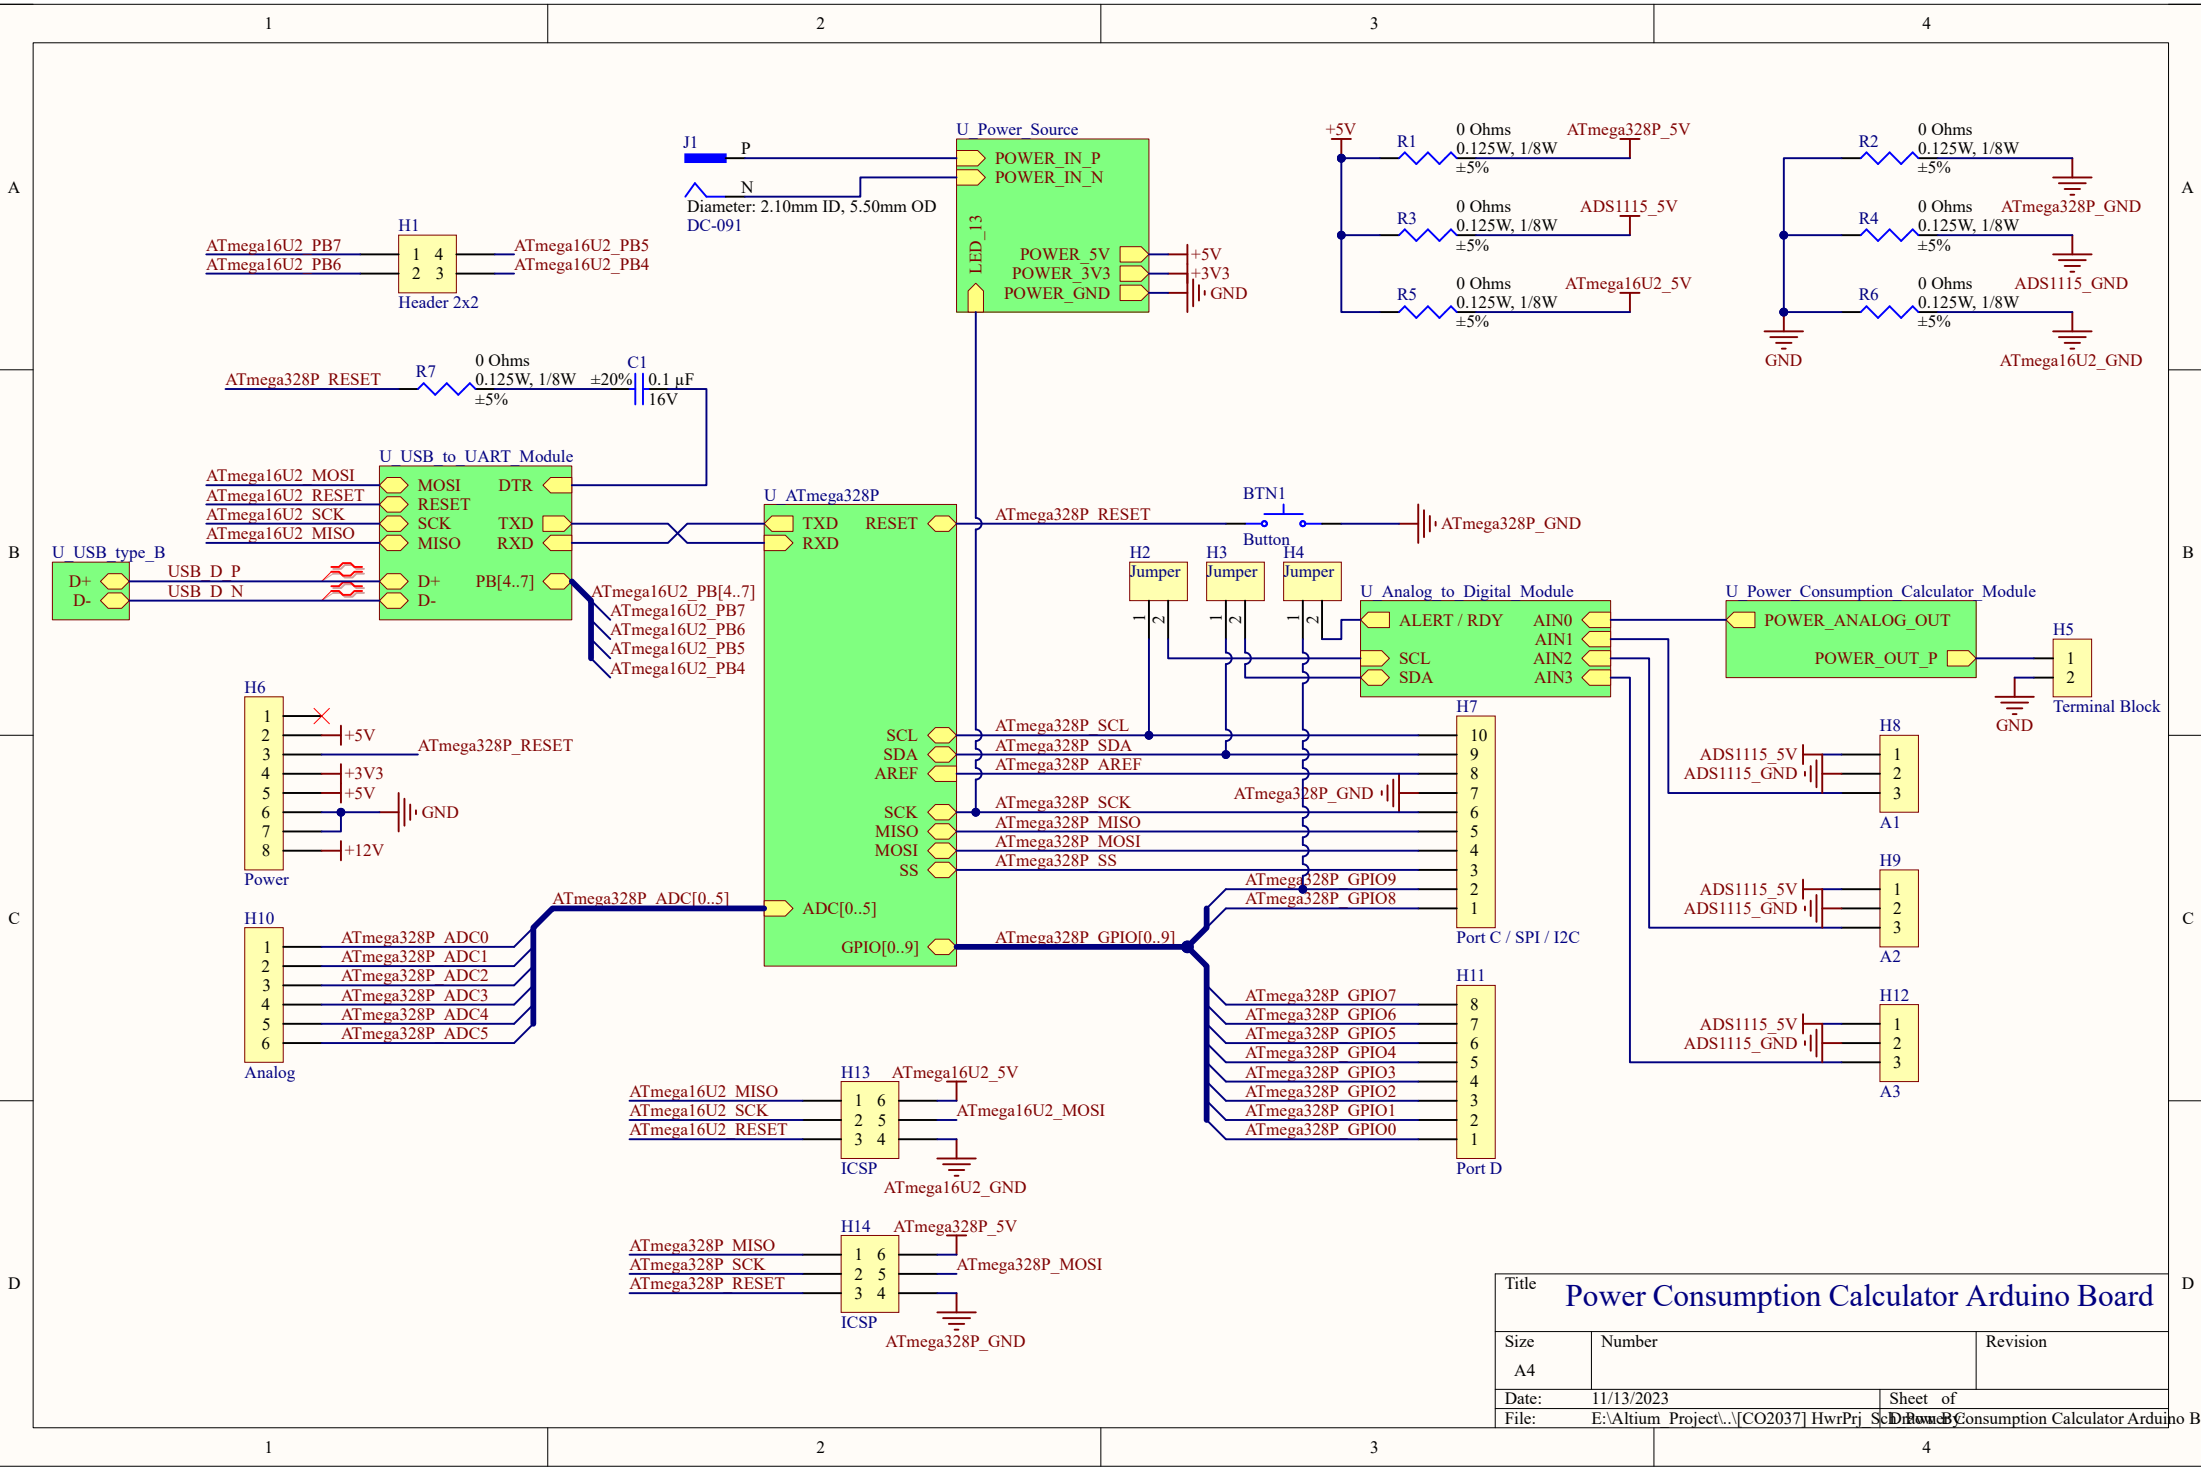 1
2
3
4
A
A
J1
P
N
Diameter: 2.10mm ID, 5.50mm OD
DC-091
U_Power_Source
POWER_IN_P
POWER_IN_N
LED_13
POWER_5V
POWER_3V3
POWER_GND
+5V
+3V3
GND
+5V
R1
0 Ohms
0.125W, 1/8W
±5%
ATmega328P_5V
R3
0 Ohms
0.125W, 1/8W
±5%
ADS1115_5V
R5
0 Ohms
0.125W, 1/8W
±5%
ATmega16U2_5V
R2
0 Ohms
0.125W, 1/8W
±5%
ATmega328P_GND
R4
0 Ohms
0.125W, 1/8W
±5%
ADS1115_GND
R6
0 Ohms
0.125W, 1/8W
±5%
GND
ATmega16U2_GND
H1
ATmega16U2_PB7
ATmega16U2_PB6
1 4
2 3
ATmega16U2_PB5
ATmega16U2_PB4
Header 2x2
ATmega328P_RESET
R7
0 Ohms
0.125W, 1/8W
±5%
C1
±20%
0.1 µF
16V
B
B
U_USB_to_UART_Module
ATmega16U2_MOSI
ATmega16U2_RESET
ATmega16U2_SCK
ATmega16U2_MISO
MOSI
RESET
SCK
MISO
D+
D-
DTR
TXD
RXD
PB[4..7]
U_USB_type_B
D+
D-
USB_D_P
USB_D_N
ATmega16U2_PB[4..7]
ATmega16U2_PB7
ATmega16U2_PB6
ATmega16U2_PB5
ATmega16U2_PB4
U_ATmega328P
TXD
RXD
RESET
SCL
SDA
AREF
SCK
MISO
MOSI
SS
ADC[0..5]
GPIO[0..9]
ATmega328P_RESET
BTN1
Button
ATmega328P_GND
H2
Jumper
1
2
H3
Jumper
1
2
H4
Jumper
1
2
U_Analog_to_Digital_Module
ALERT / RDY
SCL
SDA
AIN0
AIN1
AIN2
AIN3
U_Power_Consumption_Calculator_Module
POWER_ANALOG_OUT
POWER_OUT_P
H5
1
2
Terminal Block
GND
H6
1
2
3
4
5
6
7
8
Power
+5V
ATmega328P_RESET
+3V3
+5V
GND
+12V
ATmega328P_SCL
ATmega328P_SDA
ATmega328P_AREF
ATmega328P_GND
ATmega328P_SCK
ATmega328P_MISO
ATmega328P_MOSI
ATmega328P_SS
ATmega328P_GPIO9
ATmega328P_GPIO8
H7
10
9
8
7
6
5
4
3
2
1
Port C / SPI / I2C
H8
ADS1115_5V
ADS1115_GND
1
2
3
A1
H9
ADS1115_5V
ADS1115_GND
1
2
3
A2
H12
ADS1115_5V
ADS1115_GND
1
2
3
A3
C
C
H10
1
2
3
4
5
6
Analog
ATmega328P_ADC[0..5]
ATmega328P_ADC0
ATmega328P_ADC1
ATmega328P_ADC2
ATmega328P_ADC3
ATmega328P_ADC4
ATmega328P_ADC5
ATmega328P_GPIO[0..9]
ATmega328P_GPIO7
ATmega328P_GPIO6
ATmega328P_GPIO5
ATmega328P_GPIO4
ATmega328P_GPIO3
ATmega328P_GPIO2
ATmega328P_GPIO1
ATmega328P_GPIO0
H11
8
7
6
5
4
3
2
1
Port D
H13
ATmega16U2_5V
ATmega16U2_MISO
ATmega16U2_SCK
ATmega16U2_RESET
1 6
2 5
3 4
ATmega16U2_MOSI
ICSP
ATmega16U2_GND
H14
ATmega328P_5V
ATmega328P_MISO
ATmega328P_SCK
ATmega328P_RESET
1 6
2 5
3 4
ATmega328P_MOSI
ICSP
ATmega328P_GND
D
D
Title
Power Consumption Calculator Arduino Board
Size
Number
Revision
A4
Date:
11/13/2023
Sheet of
File:
E:\Altium_Project\..\[CO2037] HwrPrj_Sch_Power Consumption Calculator Arduino B
Drawn By:
1
2
3
4